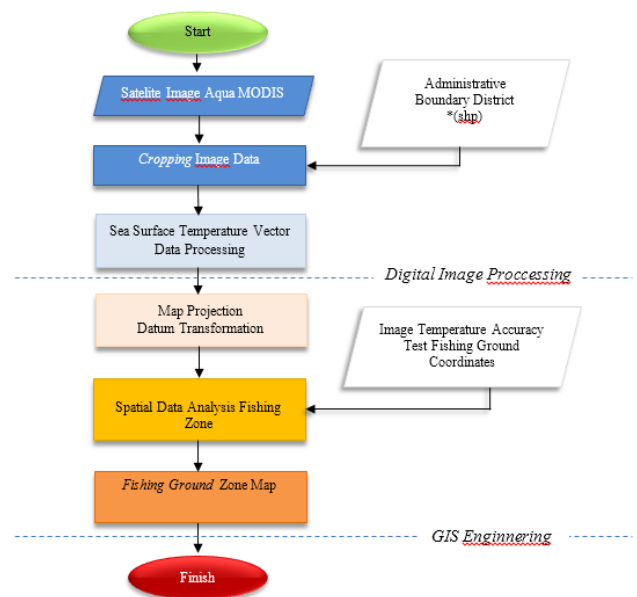 Start
Satelite Image Aqua MODIS
Administrative
Boundary District
*(shp)
Cropping Image Data
Sea Surface Temperature Vector
Data Processing
Digital Image Proccessing
Map Projection
Datum Transformation
Image Temperature Accuracy
Test Fishing Ground
Coordinates
Spatial Data Analysis Fishing
Zone
Fishing Ground Zone Map
GIS Enginnering
Finish